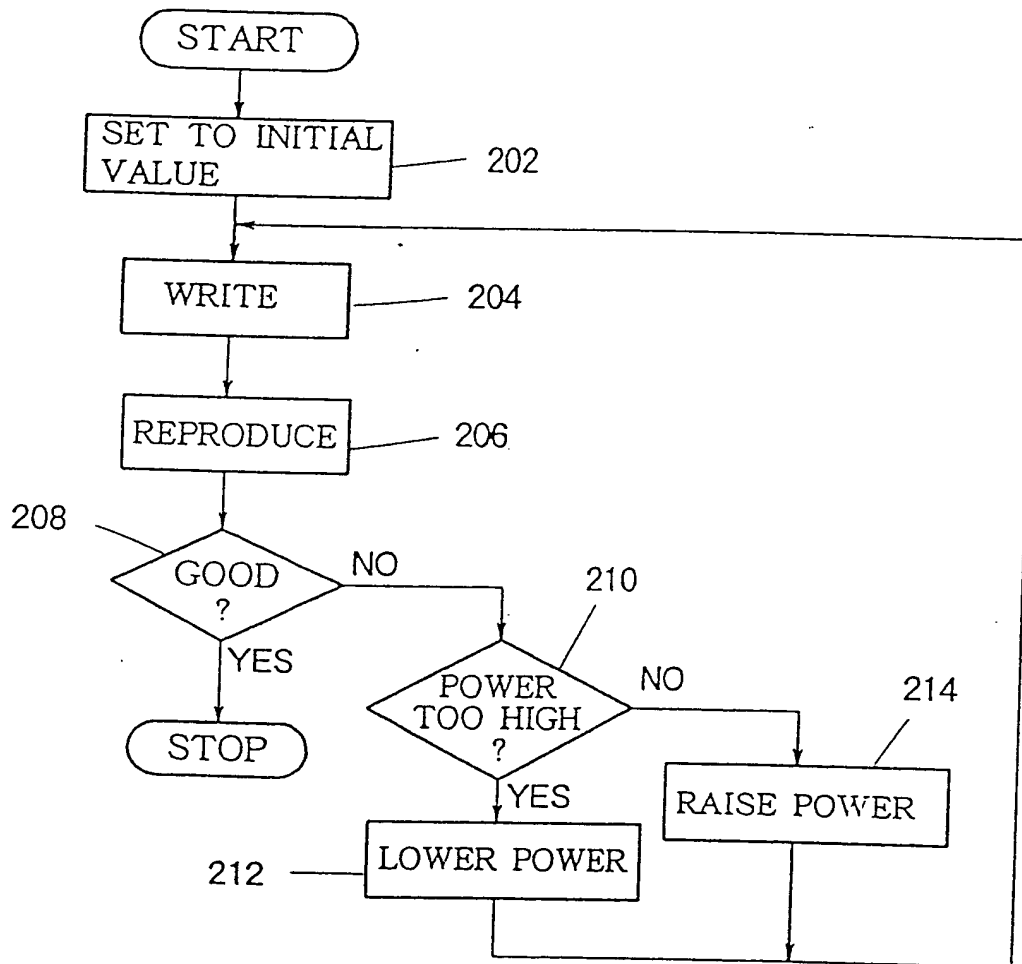 START
SET TO INITIAL
VALUE
202
WRITE
204
REPRODUCE
206
208
GOOD
?
NO
YES
STOP
210
POWER
TOO HIGH
?
NO
YES
214
RAISE POWER
LOWER POWER
212